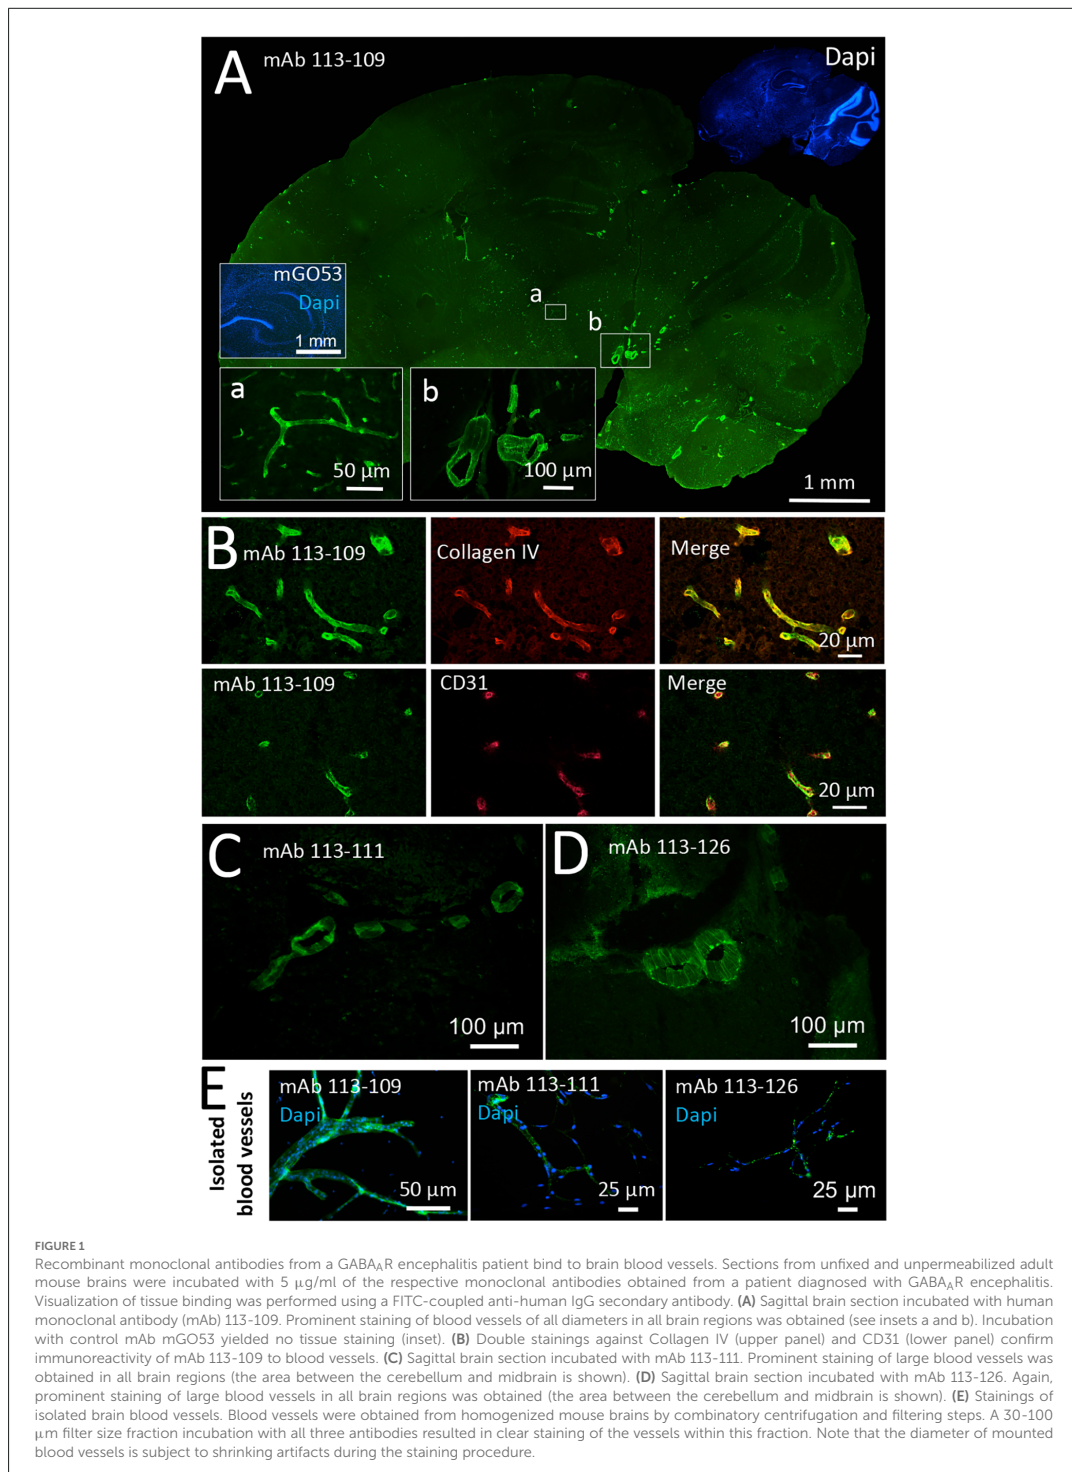 A
mAb 113-109
Dapi
mGO53
Dapi
1 mm
a
b
a
50 µm
b
100 µm
1 mm
B
mAb 113-109
Collagen IV
Merge
20 µm
mAb 113-109
CD31
Merge
20 µm
C
mAb 113-111
100 µm
D
mAb 113-126
100 µm
E
Isolated
blood vessels
mAb 113-109
Dapi
50 µm
mAb 113-111
Dapi
25 µm
mAb 113-126
Dapi
25 µm
FIGURE 1
Recombinant monoclonal antibodies from a GABAAR encephalitis patient bind to brain blood vessels. Sections from unfixed and unpermeabilized adult
mouse brains were incubated with 5 µg/ml of the respective monoclonal antibodies obtained from a patient diagnosed with GABAAR encephalitis.
Visualization of tissue binding was performed using a FITC-coupled anti-human IgG secondary antibody. (A) Sagittal brain section incubated with human
monoclonal antibody (mAb) 113-109. Prominent staining of blood vessels of all diameters in all brain regions was obtained (see insets a and b). Incubation
with control mAb mGO53 yielded no tissue staining (inset). (B) Double stainings against Collagen IV (upper panel) and CD31 (lower panel) confirm
immunoreactivity of mAb 113-109 to blood vessels. (C) Sagittal brain section incubated with mAb 113-111. Prominent staining of large blood vessels was
obtained in all brain regions (the area between the cerebellum and midbrain is shown). (D) Sagittal brain section incubated with mAb 113-126. Again,
prominent staining of large blood vessels in all brain regions was obtained (the area between the cerebellum and midbrain is shown). (E) Stainings of
isolated brain blood vessels. Blood vessels were obtained from homogenized mouse brains by combinatory centrifugation and filtering steps. A 30-100
µm filter size fraction incubation with all three antibodies resulted in clear staining of the vessels within this fraction. Note that the diameter of mounted
blood vessels is subject to shrinking artifacts during the staining procedure.